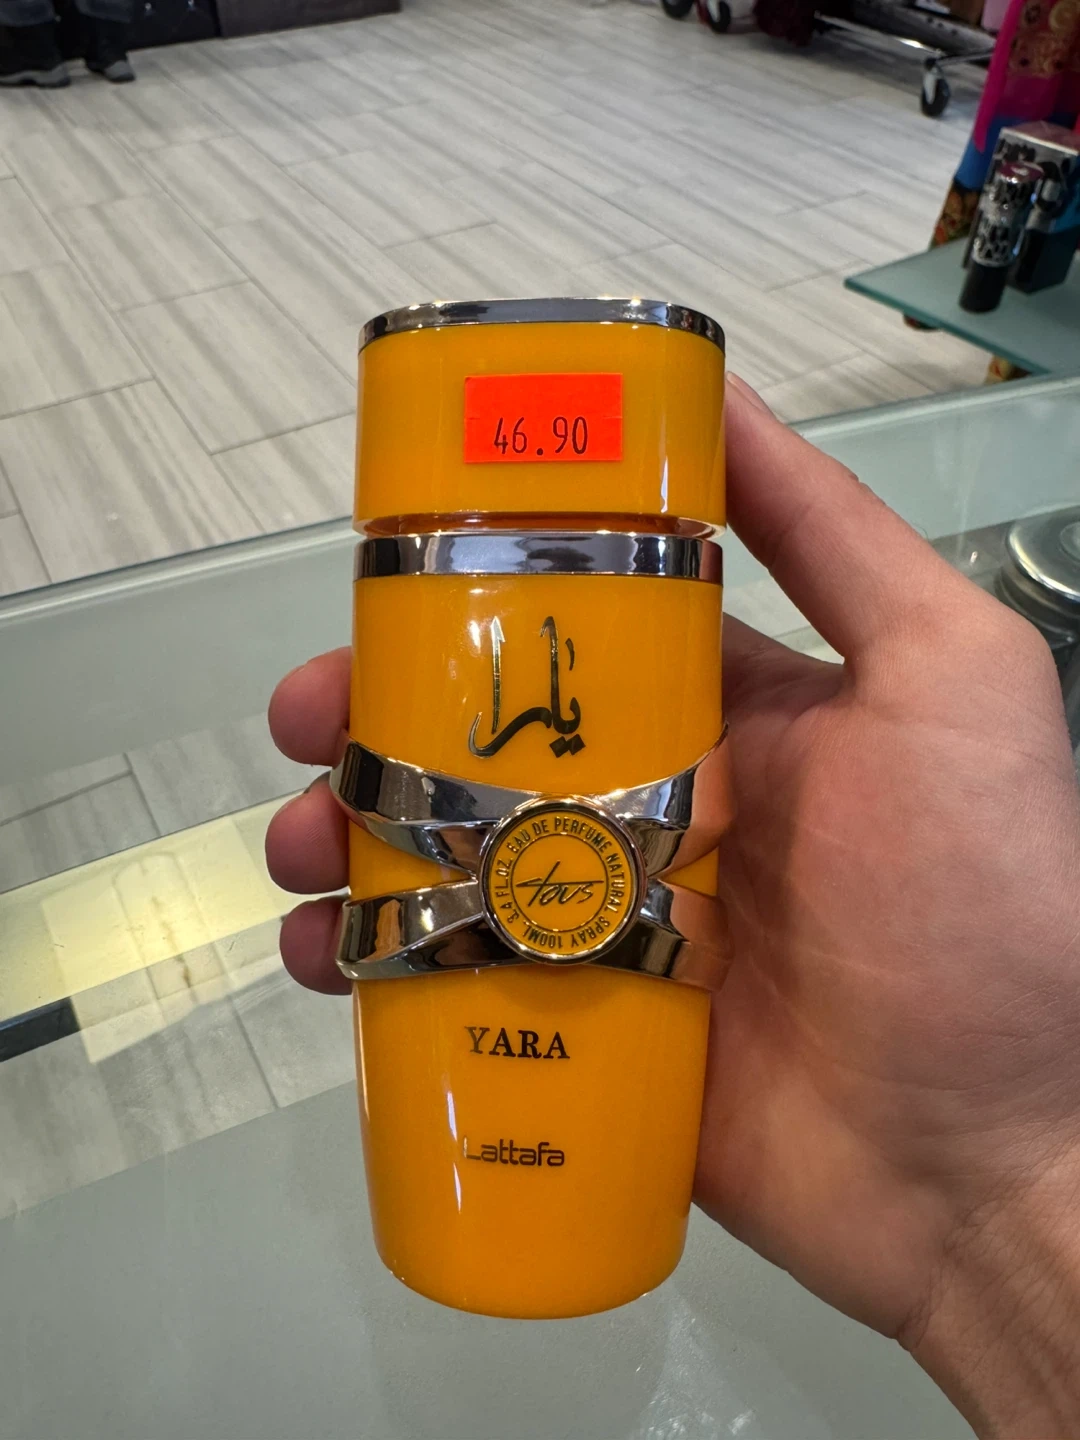 46.90
يارا
EAU DE PERFUME NATURAL SPRAY 100ML. 3.4 FL.OZ.
tous
YARA
Lattafa